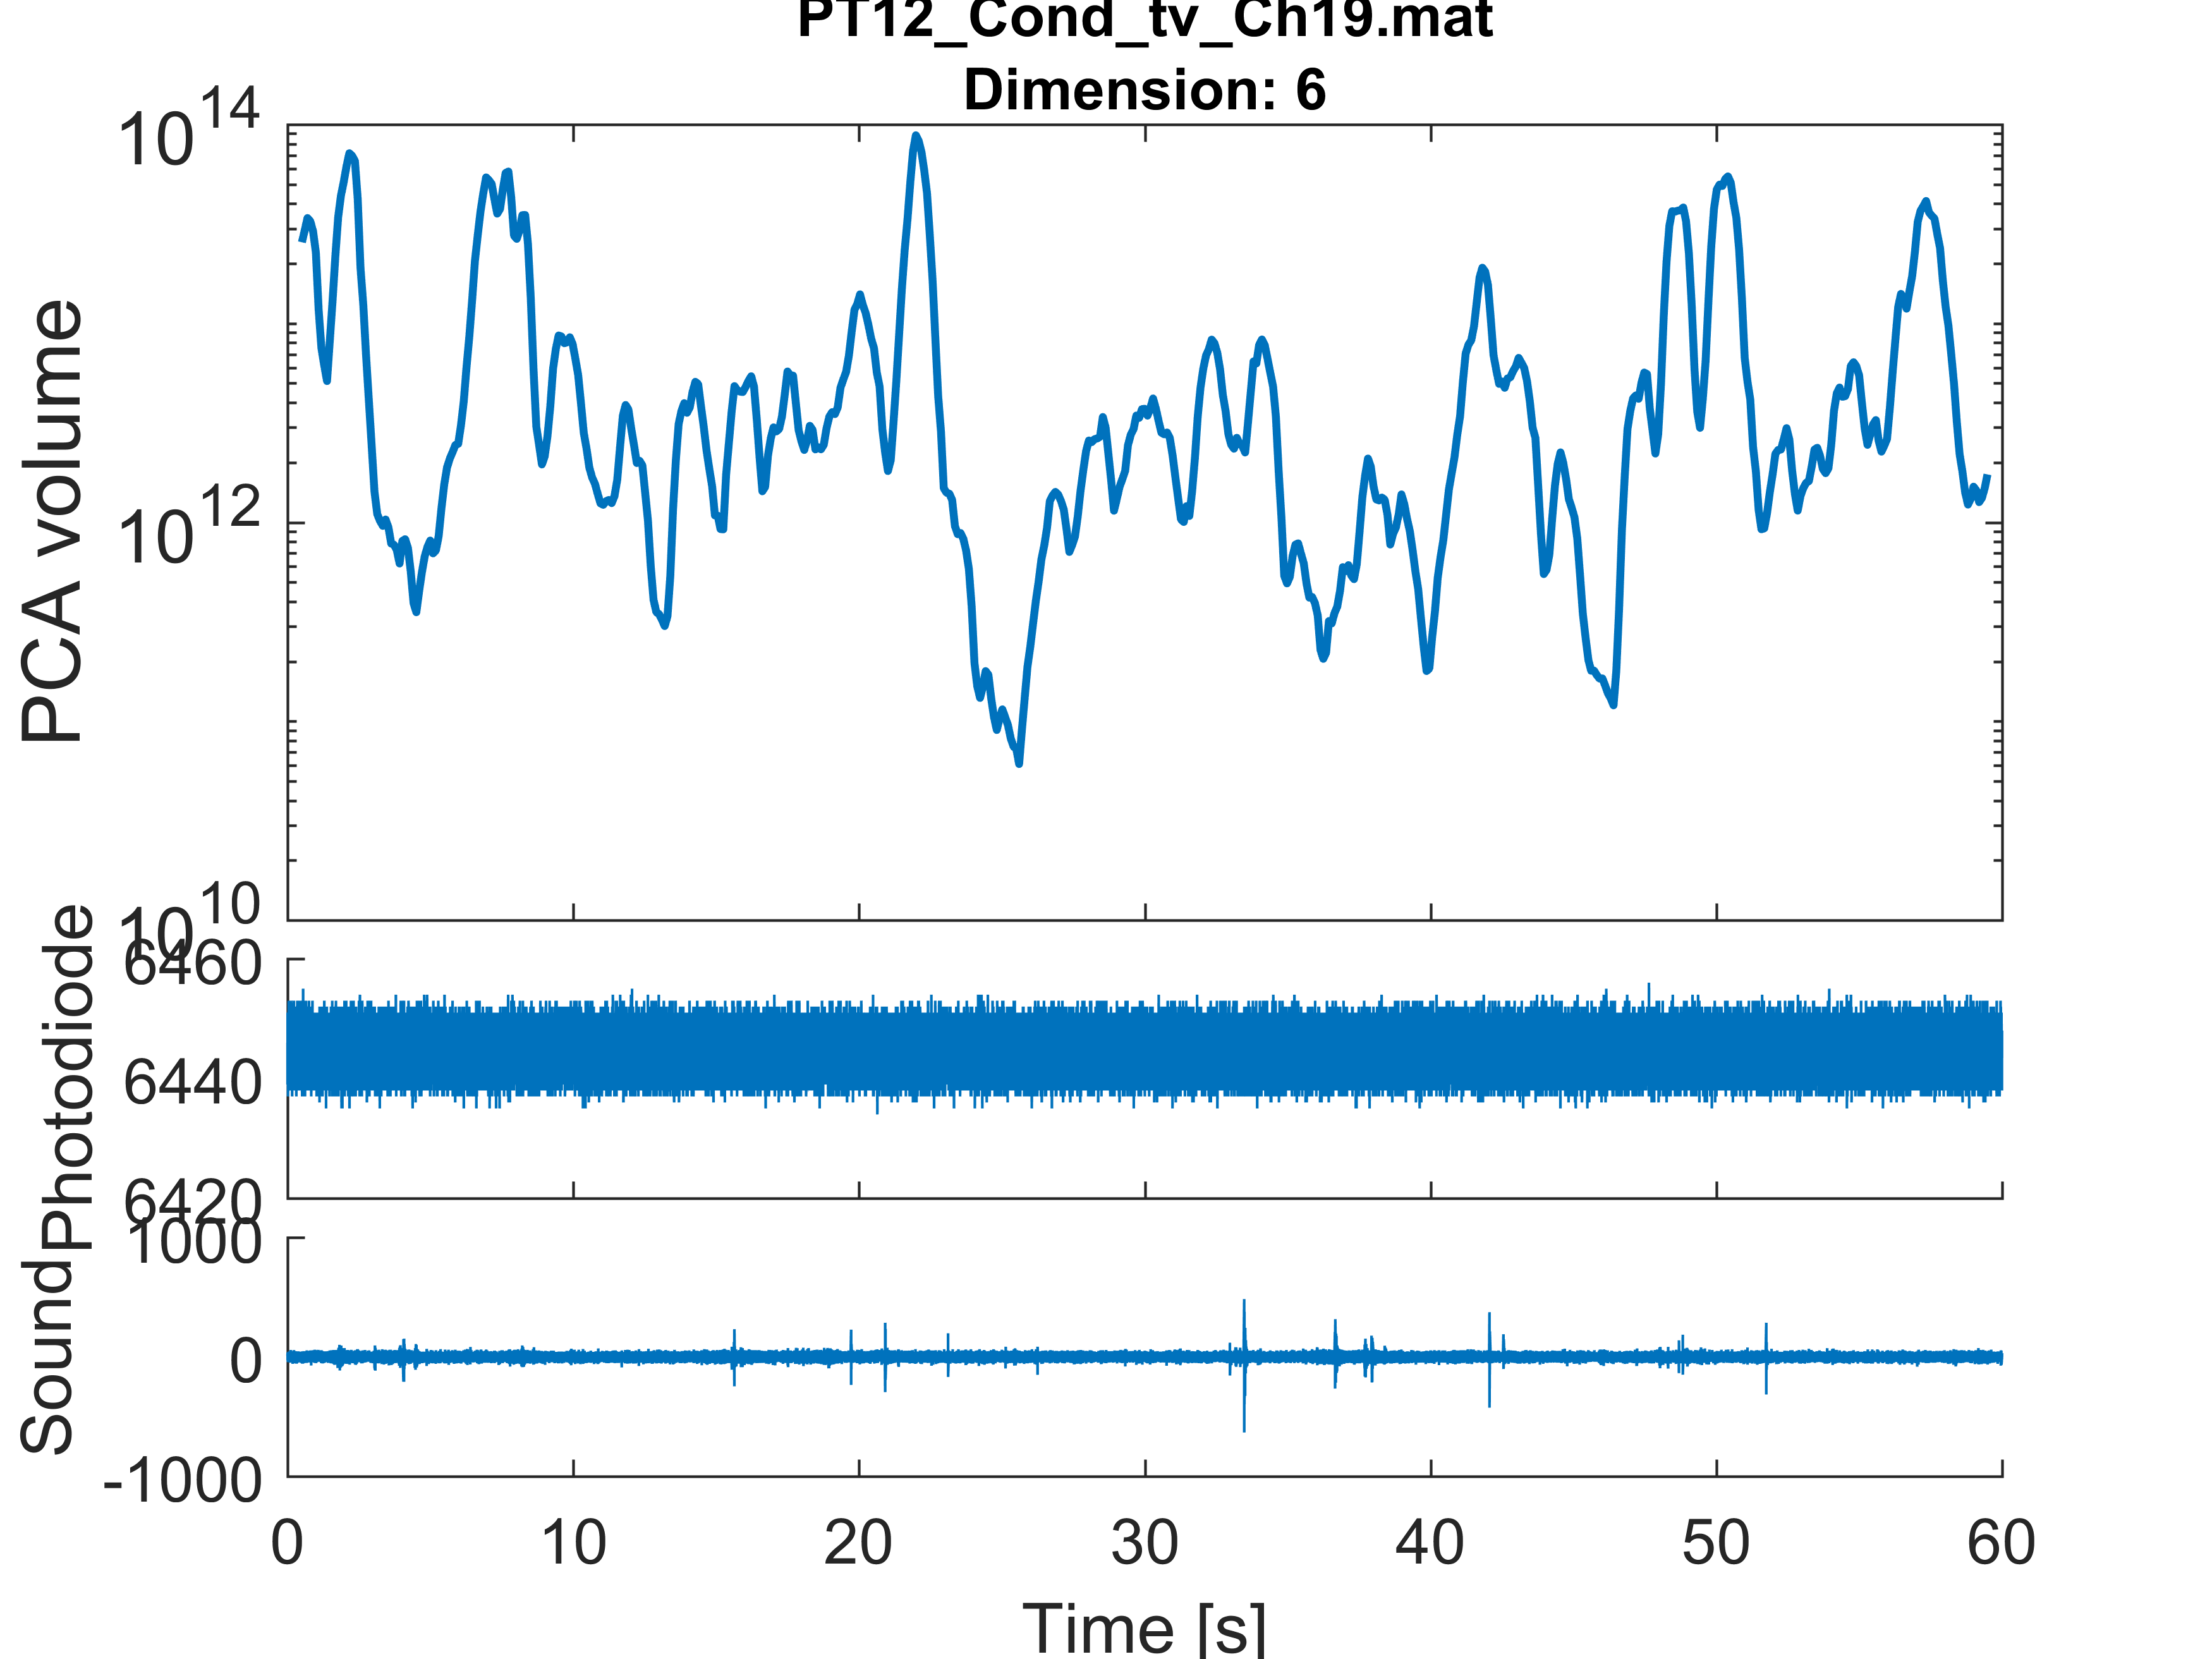 PT12_Cond_tv_Ch19.mat
Dimension: 6
10^14
10^12
10^10
PCA volume
6460
6440
6420
Photodiode
1000
0
-1000
Sound
0 10 20 30 40 50 60
Time [s]